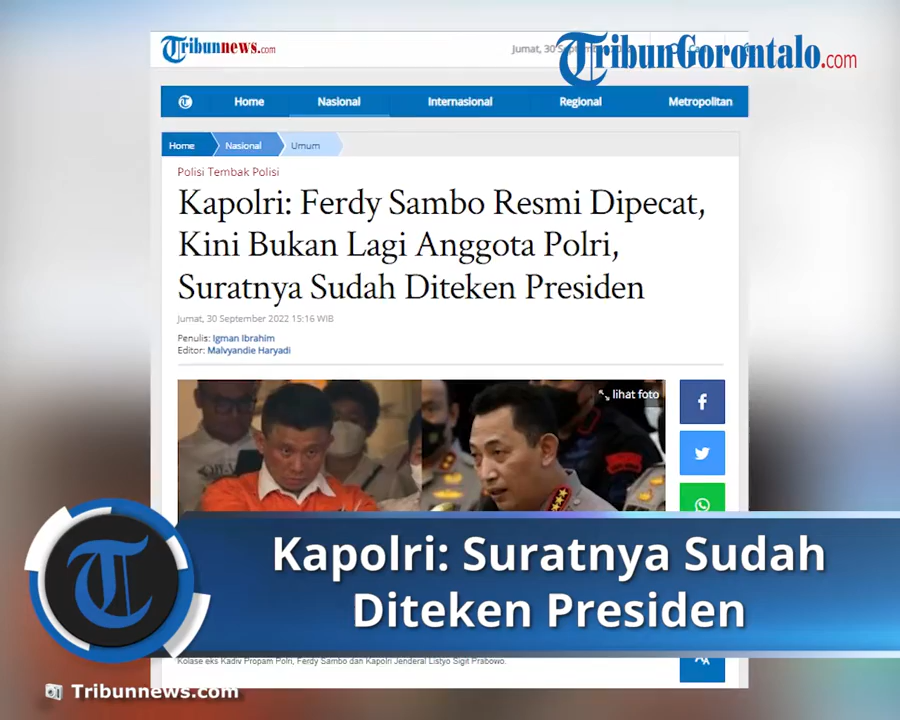 Tribunnews.com
Jumat, 30
TribunGorontalo.com
Home
Nasional
Internasional
Regional
Metropolitan
Home
Nasional
Umum
Polisi Tembak Polisi
Kapolri: Ferdy Sambo Resmi Dipecat,
Kini Bukan Lagi Anggota Polri,
Suratnya Sudah Diteken Presiden
Jumat, 30 September 2022 15:16 WIB
Penulis: Igman Ibrahim
Editor: Malvyandie Haryadi
lihat foto
Kapolri: Suratnya Sudah
Diteken Presiden
Kolase eks Kadiv Propam Polri, Ferdy Sambo dan Kapolri Jenderal Listyo Sigit Prabowo.
Tribunnews.com